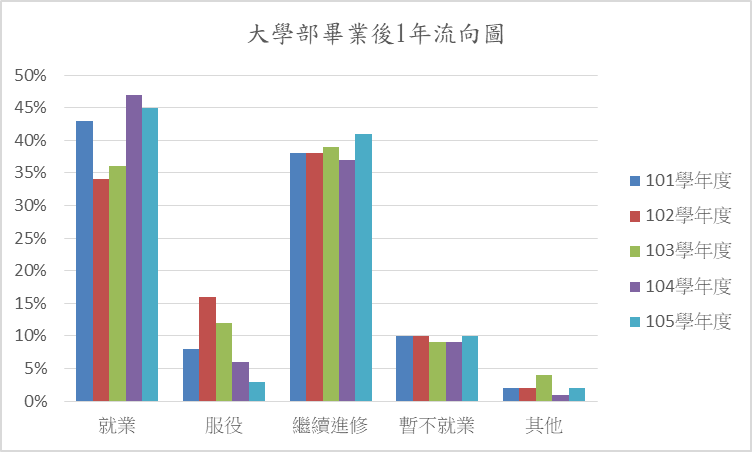 大學部畢業後1年流向圖
50%
45%
40%
35%
30%
25%
20%
15%
10%
5%
0%
就業 服役 繼續進修 暫不就業 其他
101學年度
102學年度
103學年度
104學年度
105學年度